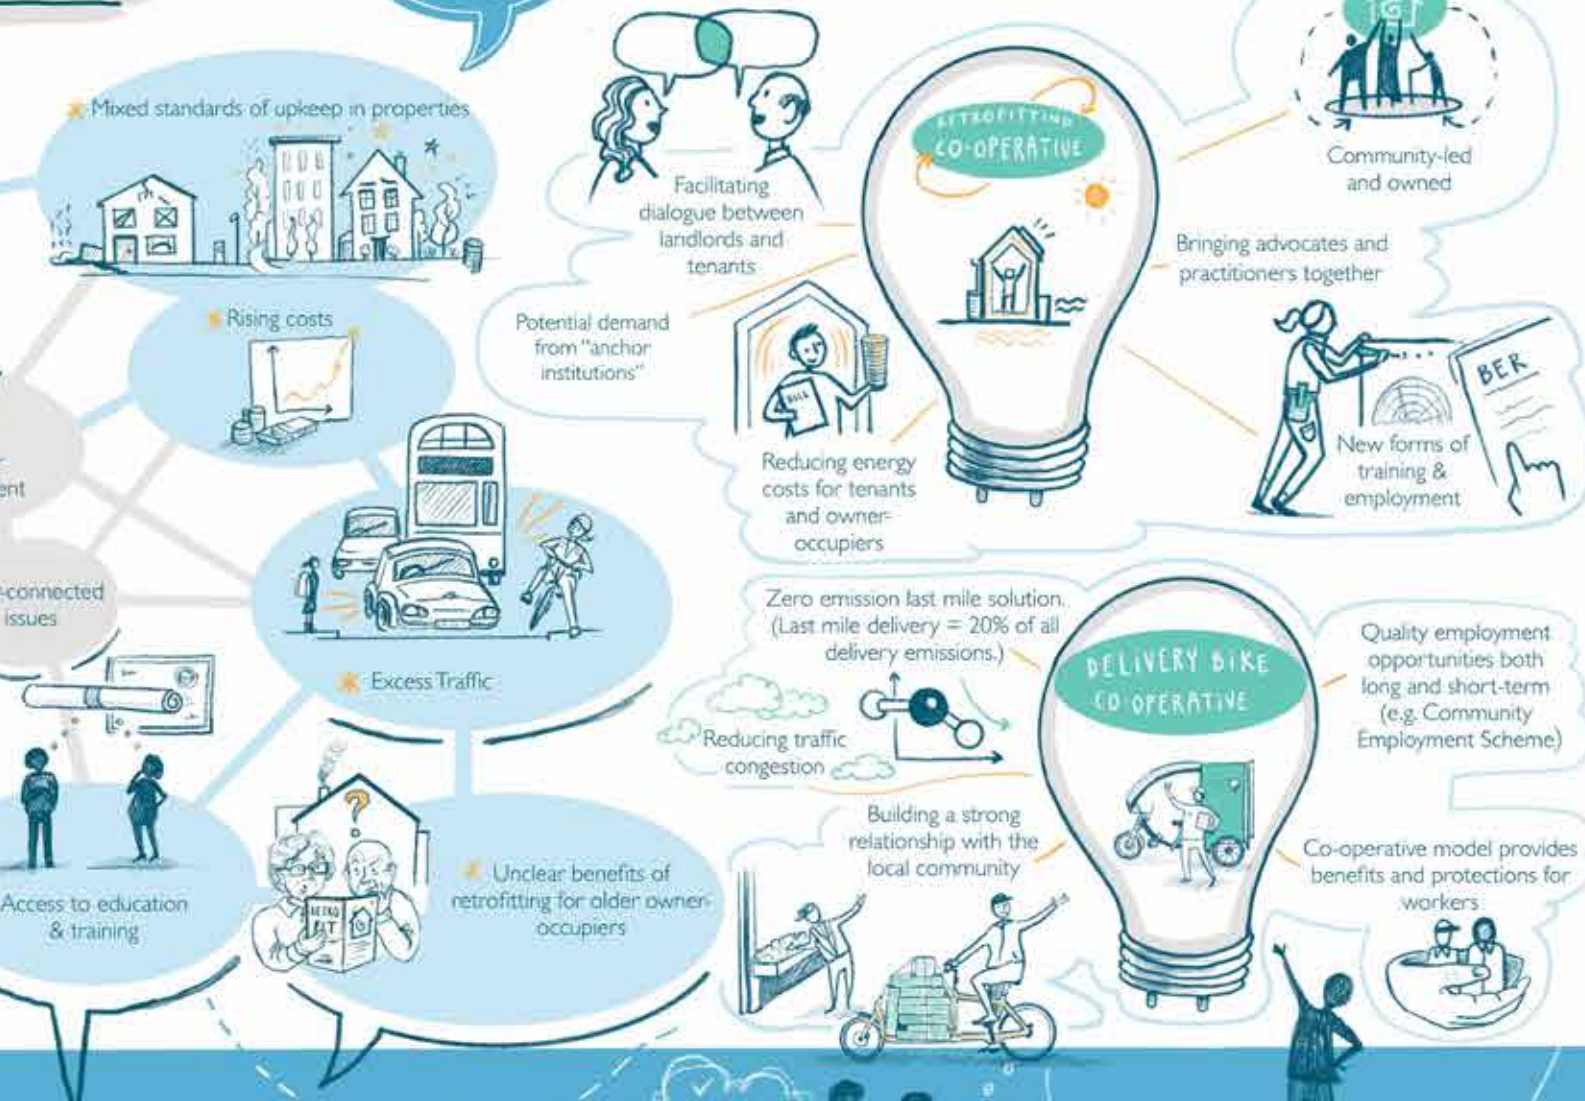 Mixed standards of upkeep in properties
Rising costs
ent
-connected
issues
Excess Traffic
Access to education
& training
RETRO
FIT
Unclear benefits of
retrofitting for older owner-
occupiers
Facilitating
dialogue between
landlords and
tenants
Potential demand
from "anchor
institutions"
BILL
Reducing energy
costs for tenants
and owner-
occupiers
RETROFITTING
CO-OPERATIVE
Community-led
and owned
Bringing advocates and
practitioners together
BER
New forms of
training &
employment
Zero emission last mile solution.
(Last mile delivery = 20% of all
delivery emissions.)
Reducing traffic
congestion
Building a strong
relationship with the
local community
DELIVERY BIKE
CO OPERATIVE
Quality employment
opportunities both
long and short-term
(e.g. Community
Employment Scheme)
Co-operative model provides
benefits and protections for
workers